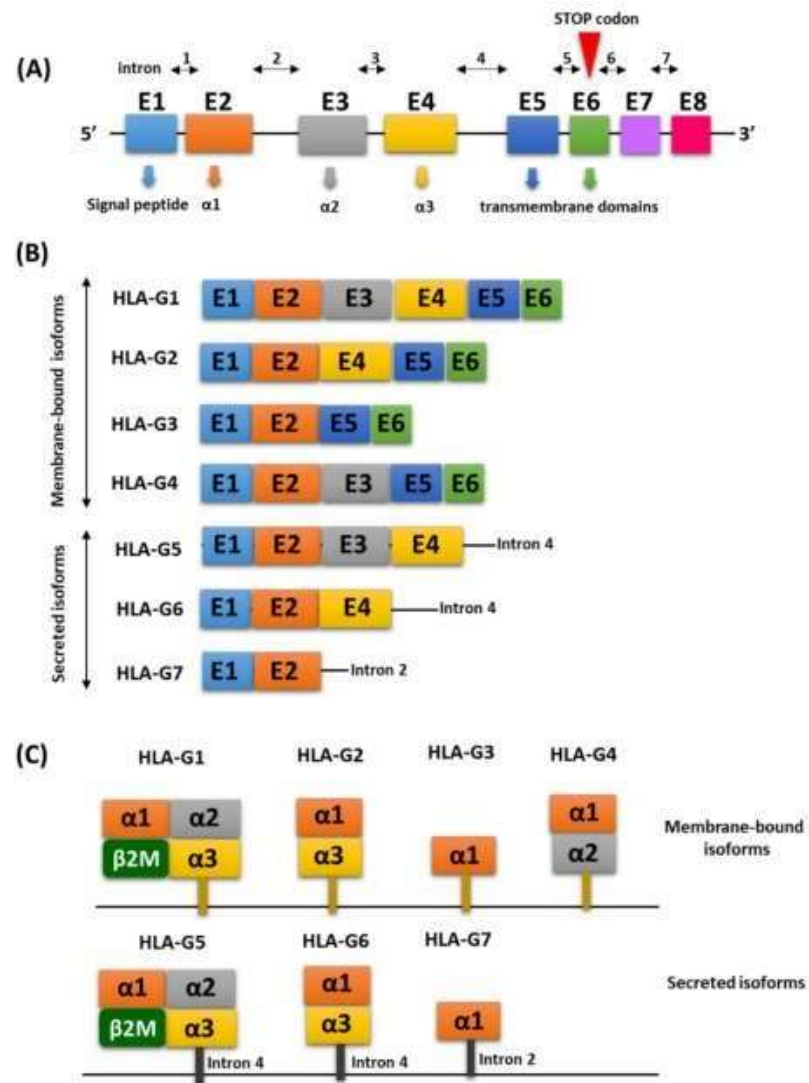 STOP codon
(A)
intron 1 2 3 4 5 6 7
E1 E2 E3 E4 E5 E6 E7 E8
5' 3'
Signal peptide α1 α2 α3 transmembrane domains
(B)
Membrane-bound isoforms
HLA-G1 E1 E2 E3 E4 E5 E6
HLA-G2 E1 E2 E4 E5 E6
HLA-G3 E1 E2 E5 E6
HLA-G4 E1 E2 E3 E5 E6
Secreted isoforms
HLA-G5 E1 E2 E3 E4 Intron 4
HLA-G6 E1 E2 E4 Intron 4
HLA-G7 E1 E2 Intron 2
(C)
HLA-G1 HLA-G2 HLA-G3 HLA-G4
α1 α2 α1 α1
β2M α3 α3 α1 α2
Membrane-bound
isoforms
HLA-G5 HLA-G6 HLA-G7
α1 α2 α1
β2M α3 α3 α1
Secreted isoforms
Intron 4 Intron 4 Intron 2